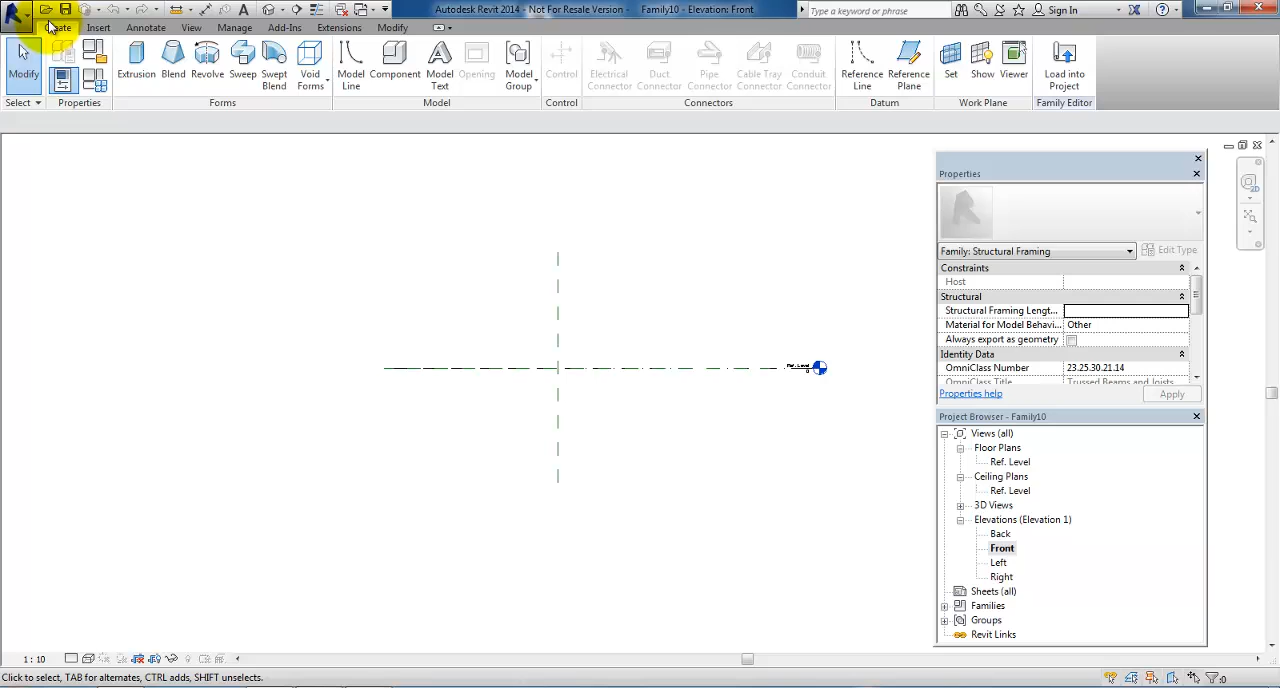 Autodesk Revit 2014 - Not For Resale Version - Family10 - Elevation: Front
Type a keyword or phrase
Sign In
Create Insert Annotate View Manage Add-Ins Extensions Modify
Modify
Extrusion Blend Revolve Sweep Swept Blend Void Forms
Model Line Component Model Text Opening Model Group
Control
Electrical Connector Duct Connector Pipe Connector Cable Tray Connector Conduit Connector
Reference Line Reference Plane
Set Show Viewer
Load into Project
Select Properties Forms Model Control Connectors Datum Work Plane Family Editor
2D
Properties
Family: Structural Framing
Edit Type
Constraints
Host
Structural
Structural Framing Lengt...
Material for Model Behavi... Other
Always export as geometry
Identity Data
OmniClass Number 23.25.30.21.14
OmniClass Title Trussed Beams and Joists
Properties help
Apply
Ref. Level
Project Browser - Family10
Views (all)
Floor Plans
Ref. Level
Ceiling Plans
Ref. Level
3D Views
Elevations (Elevation 1)
Back
Front
Left
Right
Sheets (all)
Families
Groups
Revit Links
1 : 10
Click to select, TAB for alternates, CTRL adds, SHIFT unselects.
:0